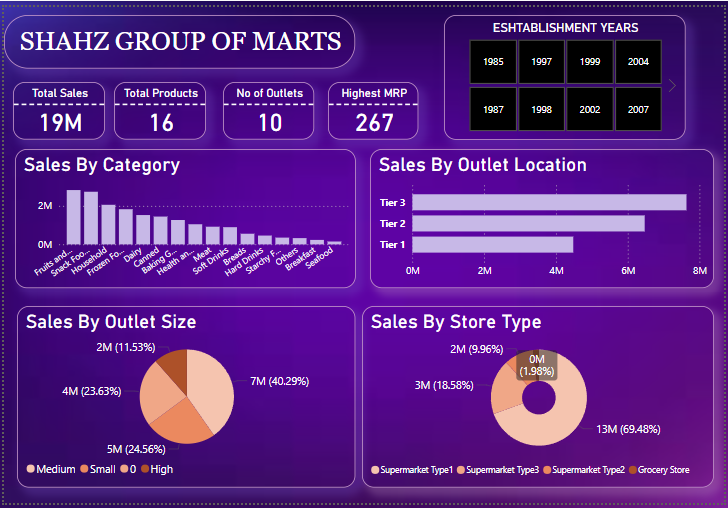 SHAHZ GROUP OF MARTS
ESHTABLISHMENT YEARS
1985 1997 1999 2004
1987 1998 2002 2007
Total Sales
19M
Total Products
16
No of Outlets
10
Highest MRP
267
Sales By Category
2M
0M
Fruits and...
Snack Foo...
Household
Frozen Fo...
Dairy
Canned
Baking G...
Health an...
Meat
Soft Drinks
Breads
Hard Drinks
Starchy F...
Others
Breakfast
Seafood
Sales By Outlet Location
Tier 3
Tier 2
Tier 1
0M 2M 4M 6M 8M
Sales By Outlet Size
2M (11.53%)
7M (40.29%)
4M (23.63%)
5M (24.56%)
Medium Small 0 High
Sales By Store Type
0M
(1.98%)
2M (9.96%)
3M (18.58%)
13M (69.48%)
Supermarket Type1 Supermarket Type3 Supermarket Type2 Grocery Store